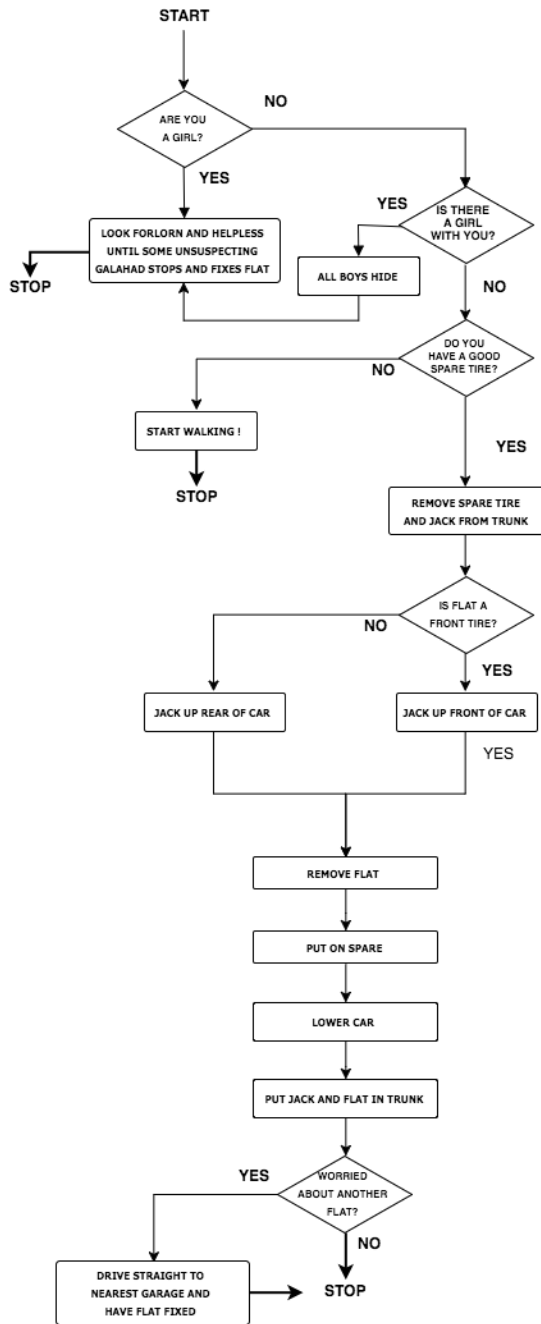 START
NO
ARE YOU
A GIRL?
YES
IS THERE
A GIRL
WITH YOU?
YES
LOOK FORLORN AND HELPLESS
UNTIL SOME UNSUSPECTING
GALAHAD STOPS AND FIXES FLAT
ALL BOYS HIDE
STOP
NO
DO YOU
HAVE A GOOD
SPARE TIRE?
NO
START WALKING !
YES
STOP
REMOVE SPARE TIRE
AND JACK FROM TRUNK
IS FLAT A
FRONT TIRE?
NO
YES
JACK UP REAR OF CAR
JACK UP FRONT OF CAR
YES
REMOVE FLAT
PUT ON SPARE
LOWER CAR
PUT JACK AND FLAT IN TRUNK
YES
WORRIED
ABOUT ANOTHER
FLAT?
NO
DRIVE STRAIGHT TO
NEAREST GARAGE AND
HAVE FLAT FIXED
STOP